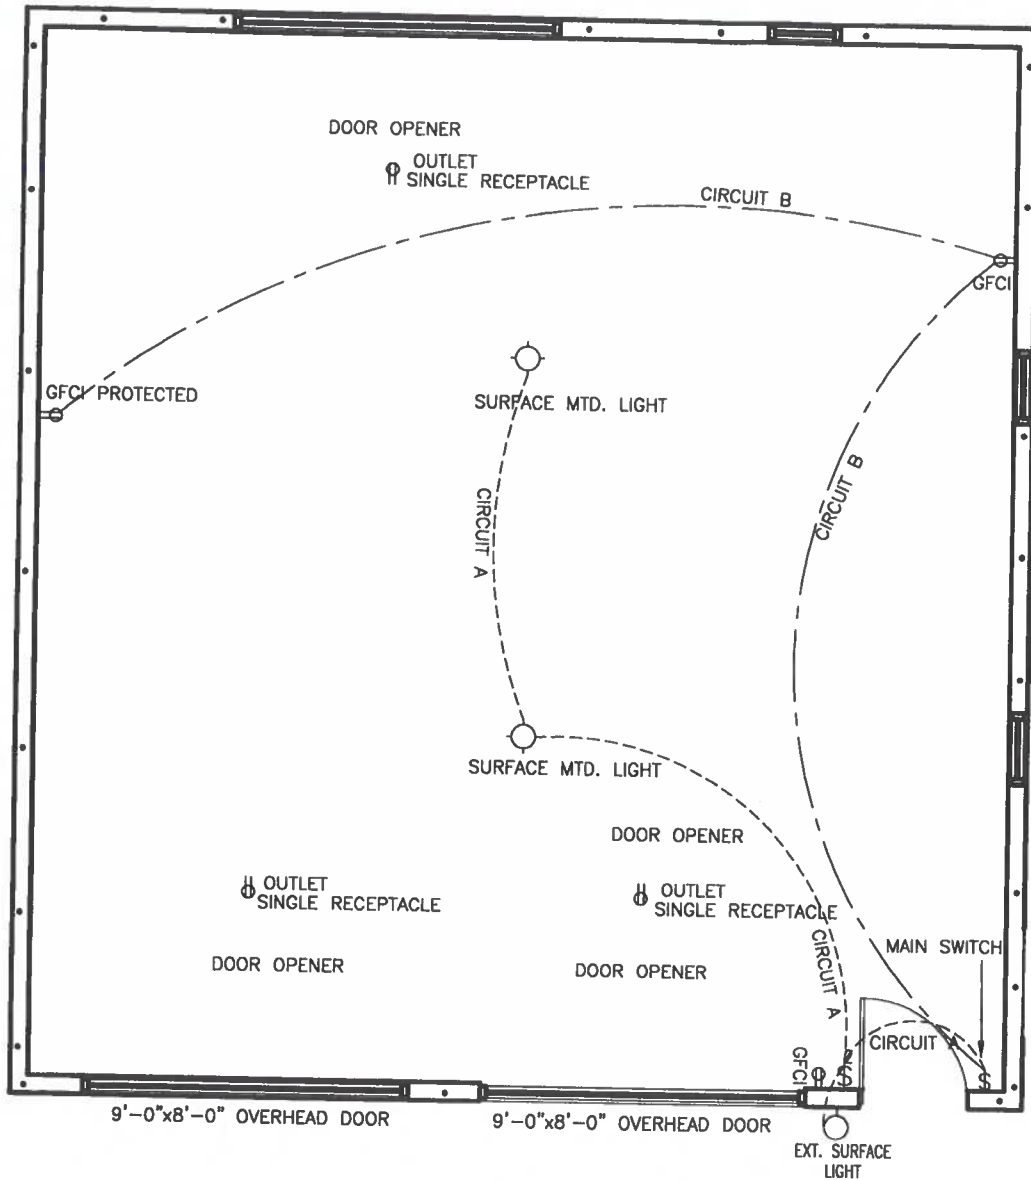 DOOR OPENER
OUTLET
SINGLE RECEPTACLE
CIRCUIT B
GFCI
GFCI PROTECTED
SURFACE MTD. LIGHT
CIRCUIT B
CIRCUIT A
SURFACE MTD. LIGHT
DOOR OPENER
OUTLET
SINGLE RECEPTACLE
OUTLET
SINGLE RECEPTACLE
MAIN SWITCH
CIRCUIT A
DOOR OPENER
DOOR OPENER
CIRCUIT A
GFCI
S
S
S
9'-0"x8'-0" OVERHEAD DOOR
9'-0"x8'-0" OVERHEAD DOOR
EXT. SURFACE
LIGHT